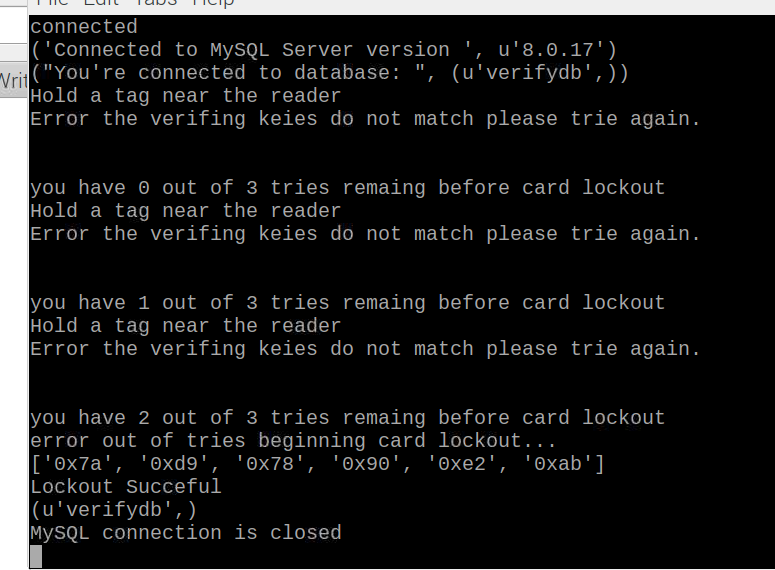 File Edit Tabs Help
connected
('Connected to MySQL Server version ', u'8.0.17')
("You're connected to database: ", (u'verifydb',))
Writ
Hold a tag near the reader
Error the verifing keies do not match please trie again.
you have 0 out of 3 tries remaing before card lockout
Hold a tag near the reader
Error the verifing keies do not match please trie again.
you have 1 out of 3 tries remaing before card lockout
Hold a tag near the reader
Error the verifing keies do not match please trie again.
you have 2 out of 3 tries remaing before card lockout
error out of tries beginning card lockout...
['0x7a', '0xd9', '0x78', '0x90', '0xe2', '0xab']
Lockout Succeful
(u'verifydb',)
MySQL connection is closed